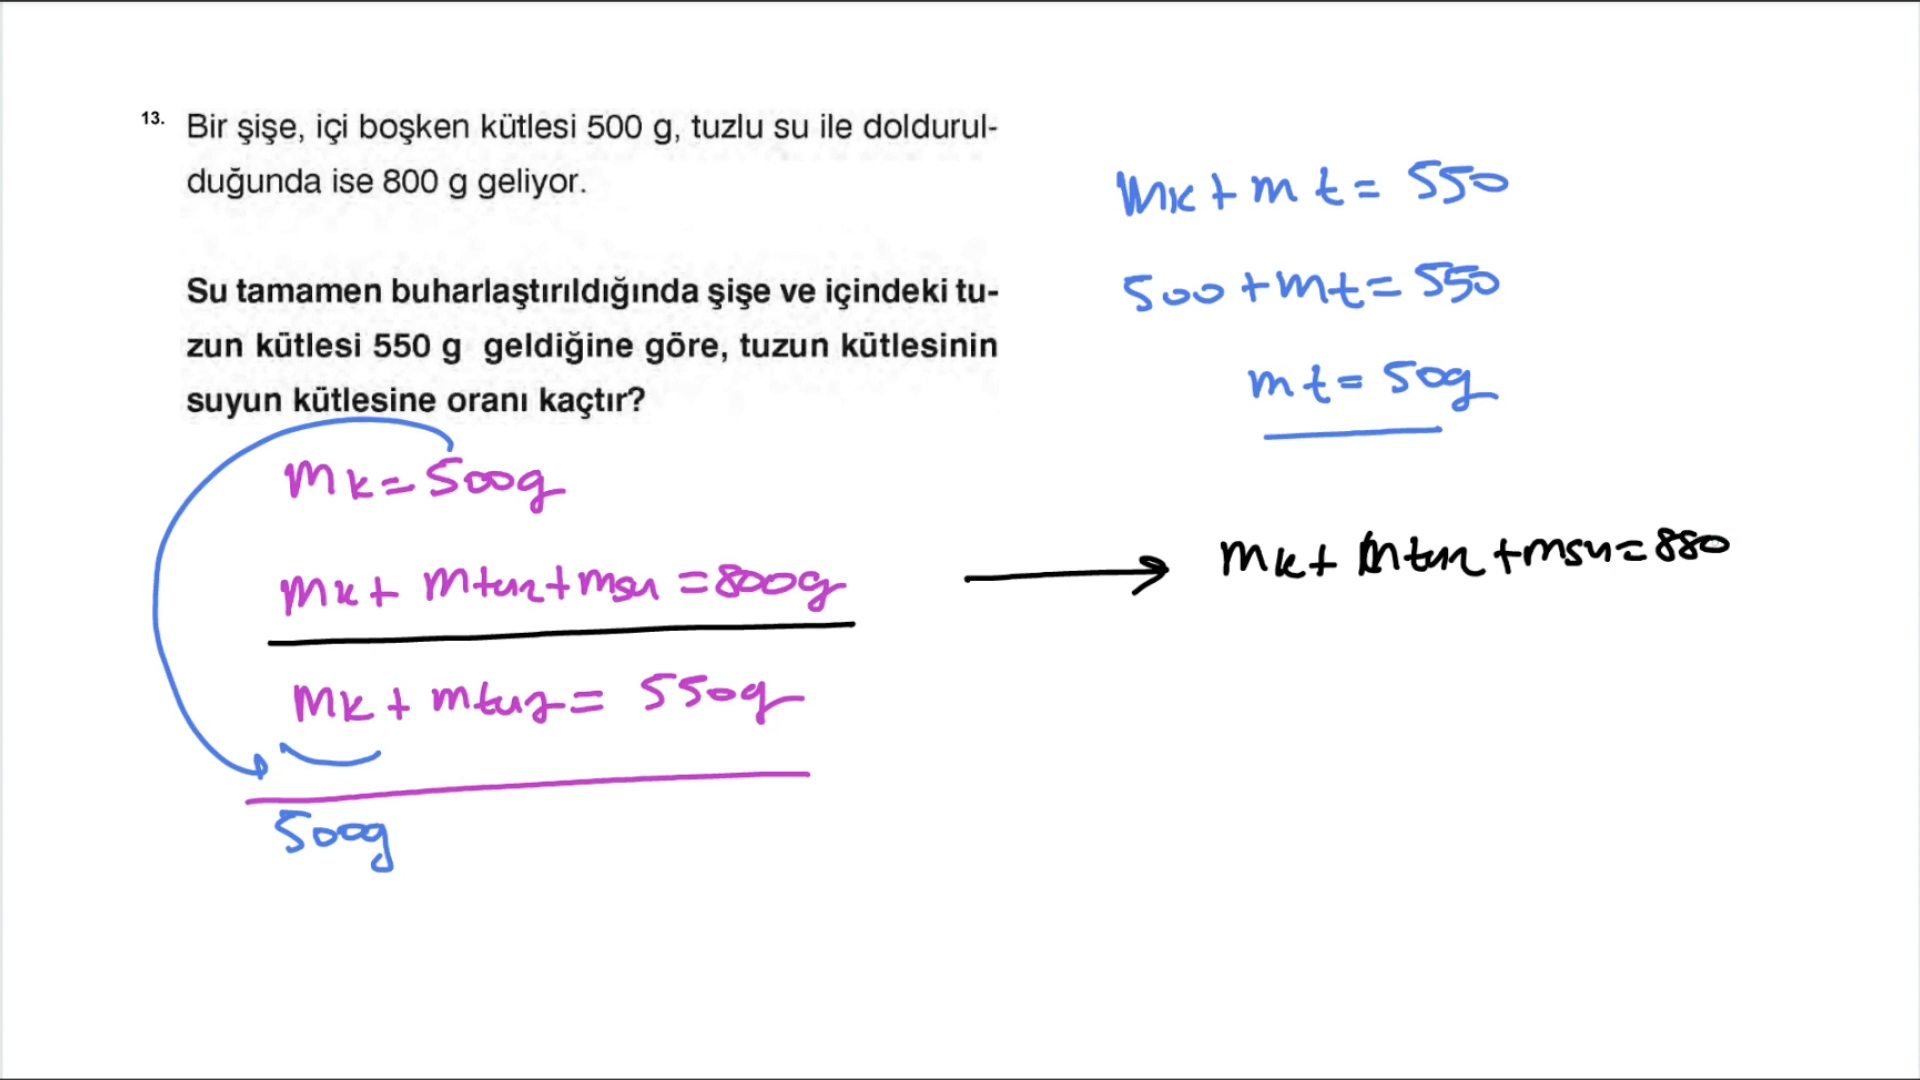 13. Bir şişe, içi boşken kütlesi 500 g, tuzlu su ile doldurul-
duğunda ise 800 g geliyor.
Su tamamen buharlaştırıldığında şişe ve içindeki tu-
zun kütlesi 550 g geldiğine göre, tuzun kütlesinin
suyun kütlesine oranı kaçtır?
mk=500g
mk+ mtuz+msu =800g
mk + mtuz= 550g
500g
mk + mt= 550
500 +mt= 550
mt= 50g
mk+ mtuz +msu=880